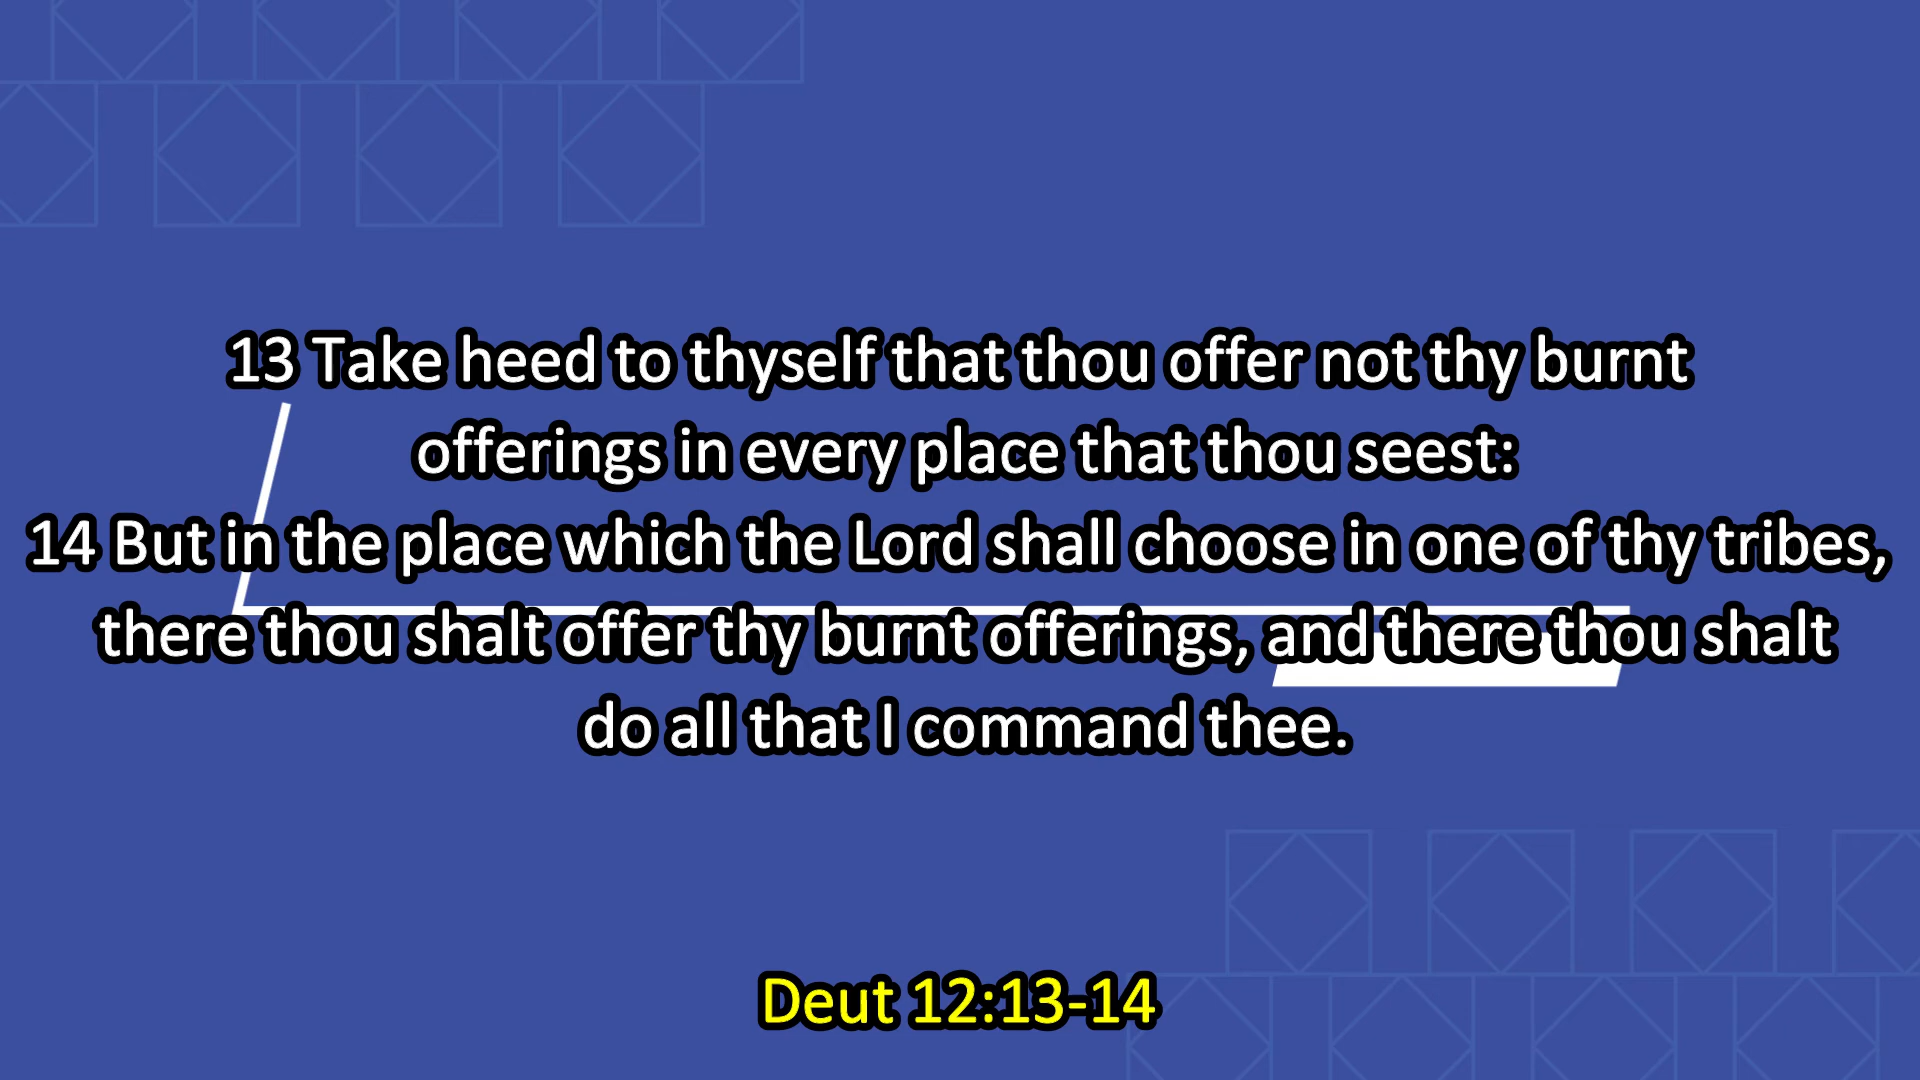 13 Take heed to thyself that thou offer not thy burnt
offerings in every place that thou seest:
14 But in the place which the Lord shall choose in one of thy tribes,
there thou shalt offer thy burnt offerings, and there thou shalt
do all that I command thee.
Deut 12:13-14